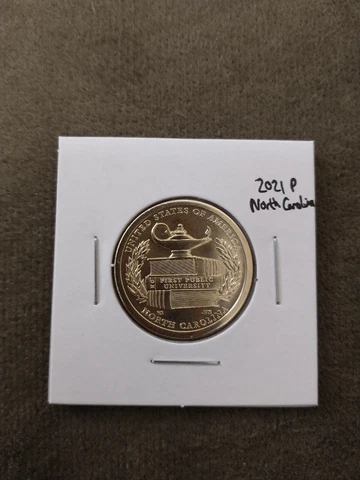 2021 P
North Carolina
UNITED STATES OF AMERICA
FIRST PUBLIC
UNIVERSITY
NORTH CAROLINA